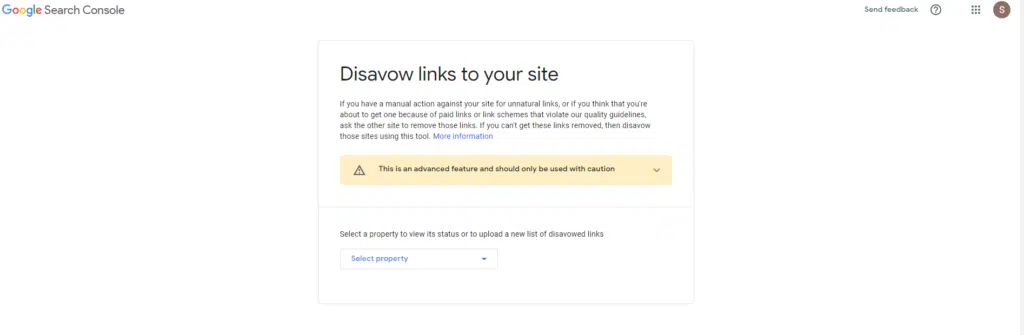 Google Search Console
Send feedback
S
Disavow links to your site
If you have a manual action against your site for unnatural links, or if you think that you're
about to get one because of paid links or link schemes that violate our quality guidelines,
ask the other site to remove those links. If you can't get these links removed, then disavow
those sites using this tool. More information
This is an advanced feature and should only be used with caution
Select a property to view its status or to upload a new list of disavowed links
Select property